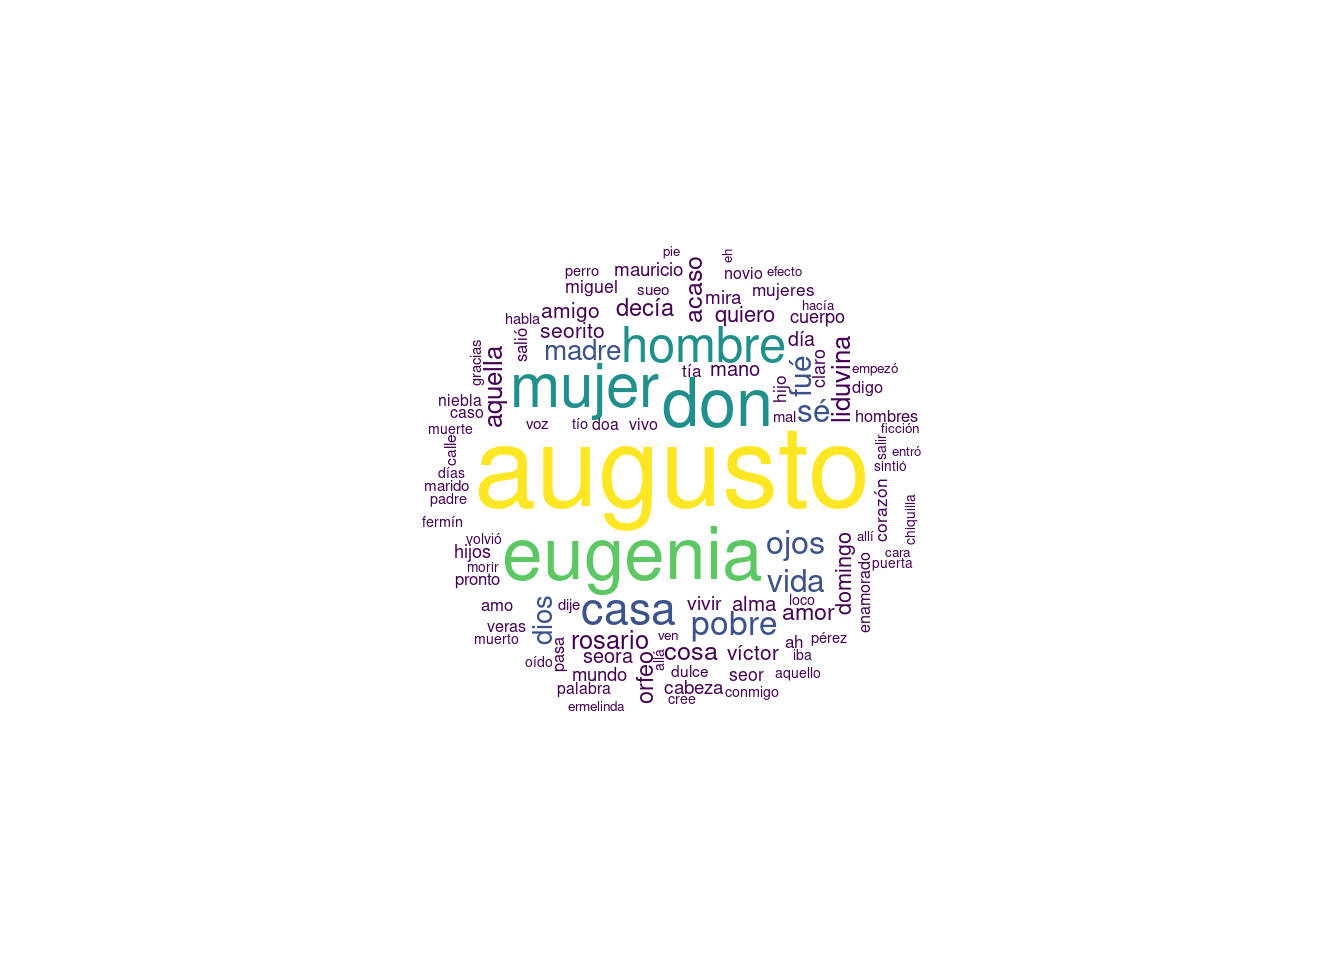 pie
eh
perro
mauricio
acaso
novio
efecto
miguel
sueo
mira
mujeres
habla
amigo
decía
quiero
hacía
cuerpo
salió
seorito
madre
hombre
día
gracias
aquella
mujer
tía
mano
don
hijo
fué
claro
liduvina
empezó
digo
niebla
caso
voz
tío
doa
vivo
mal
sé
hombres
muerte
calle
augusto
ficción
salir
entró
sintió
días
marido
padre
corazón
chiquilla
fermín
volvió
hijos
morir
pronto
eugenia
ojos
vida
domingo
allí
cara
puerta
enamorado
amo
dios
dije
casa
vivir
alma
loco
amor
veras
muerto
rosario
ven
pobre
ah
pérez
oído
pasa
seora
allá
cosa
víctor
iba
mundo
orfeo
dulce
seor
aquello
palabra
cabeza
cree
conmigo
ermelinda